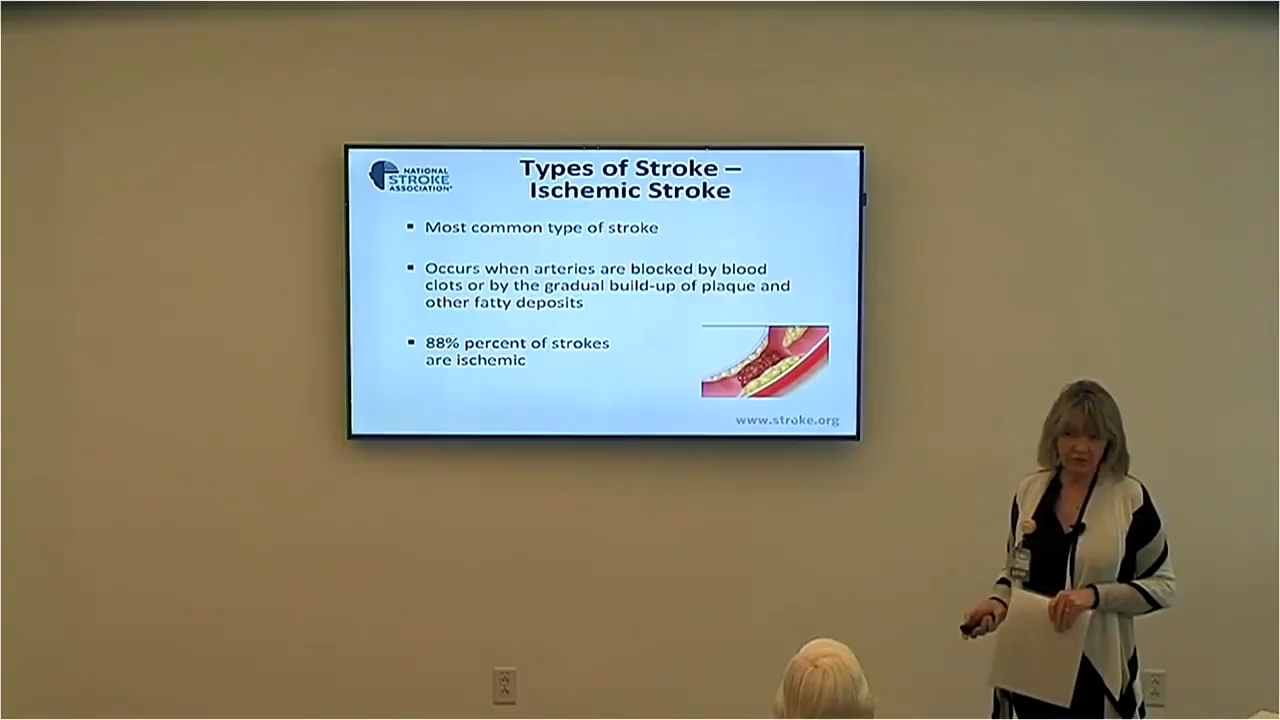 NATIONAL
STROKE
ASSOCIATION®
Types of Stroke –
Ischemic Stroke
▪ Most common type of stroke
▪ Occurs when arteries are blocked by blood
clots or by the gradual build-up of plaque and
other fatty deposits
▪ 88% percent of strokes
are ischemic
www.stroke.org